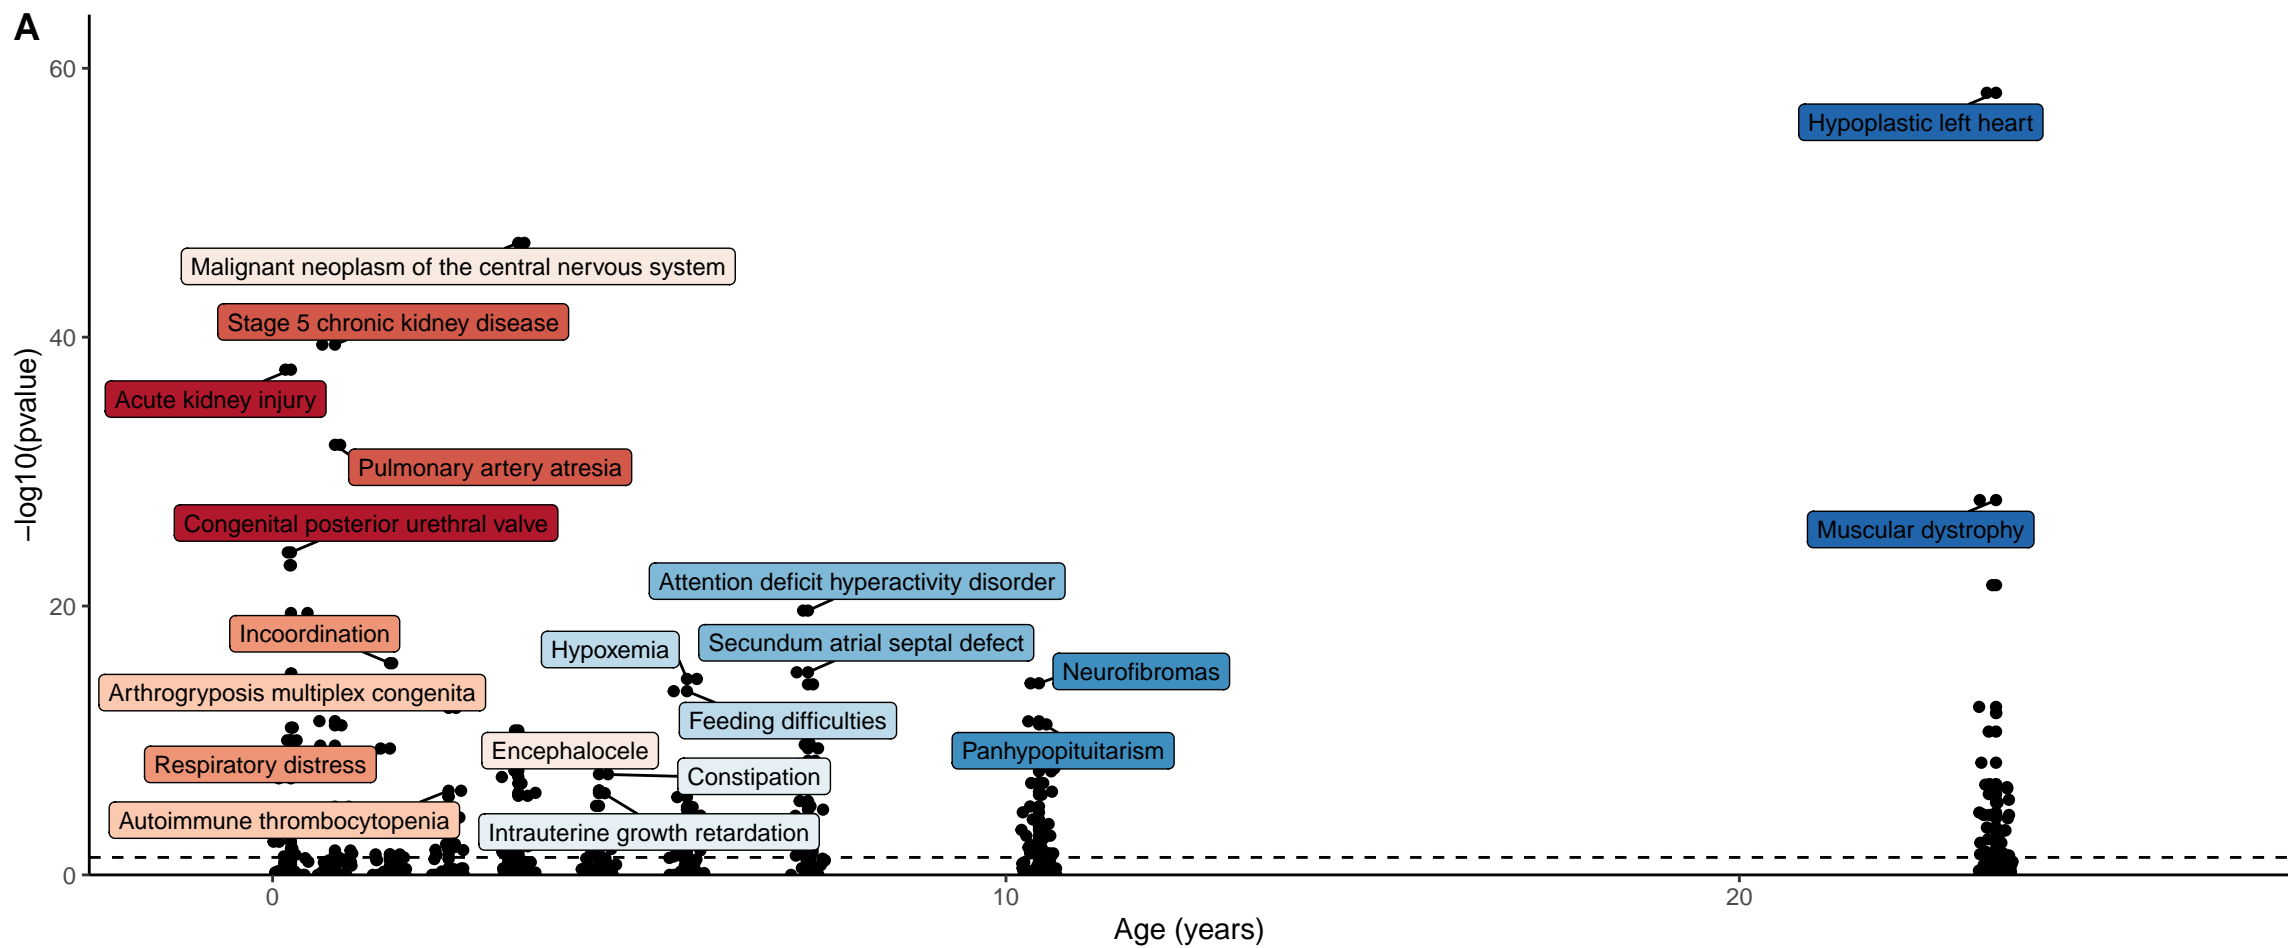 A
60
Hypoplastic left heart
Malignant neoplasm of the central nervous system
Stage 5 chronic kidney disease
40
Acute kidney injury
Pulmonary artery atresia
−log10(pvalue)
Congenital posterior urethral valve
Muscular dystrophy
Attention deficit hyperactivity disorder
20
Incoordination
Hypoxemia
Secundum atrial septal defect
Neurofibromas
Arthrogryposis multiplex congenita
Feeding difficulties
Encephalocele
Panhypopituitarism
Respiratory distress
Constipation
Autoimmune thrombocytopenia
Intrauterine growth retardation
0
0
10
20
Age (years)